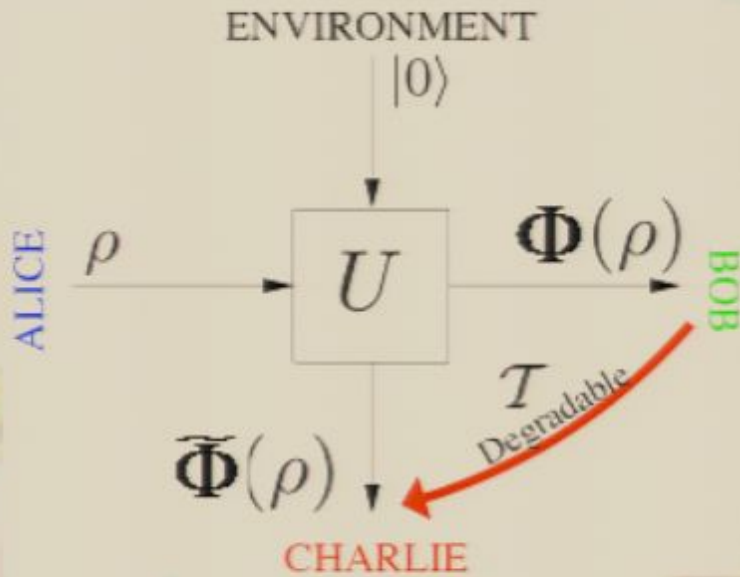 ENVIRONMENT
|0⟩
ALICE
ρ
U
Φ(ρ)
BOB
𝒯
Degradable
Φ̃(ρ)
CHARLIE